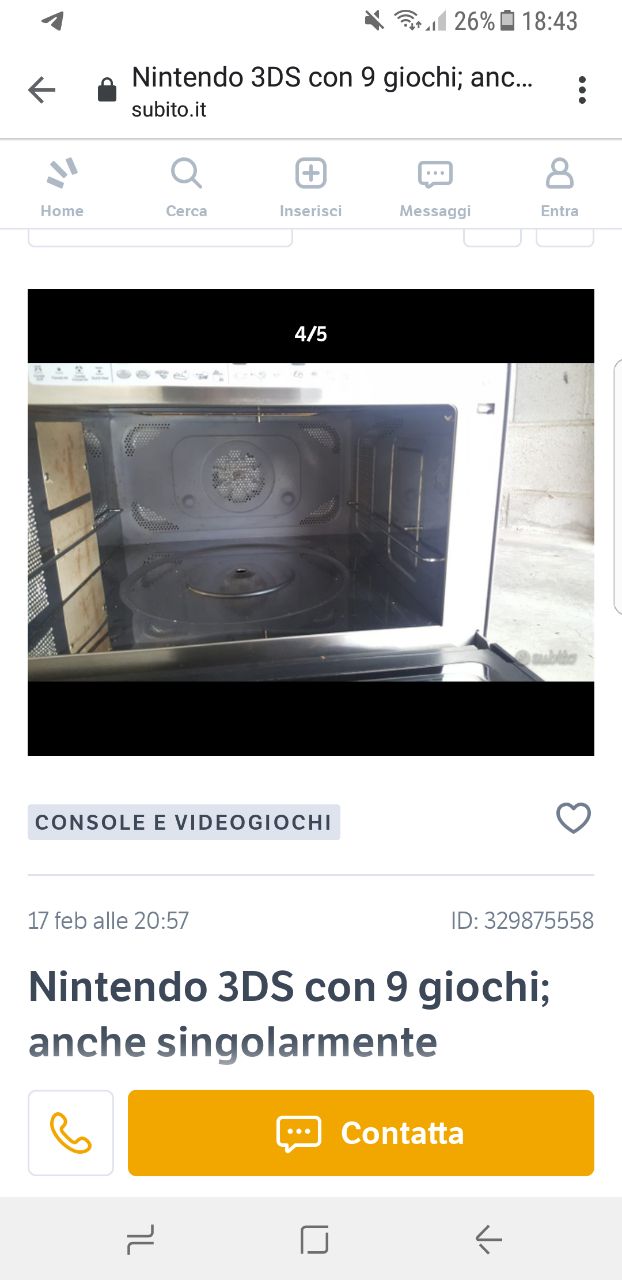 26% 18:43
Nintendo 3DS con 9 giochi; anc...
subito.it
Home Cerca Inserisci Messaggi Entra
4/5
subito
CONSOLE E VIDEOGIOCHI
17 feb alle 20:57 ID: 329875558
Nintendo 3DS con 9 giochi;
anche singolarmente
Contatta